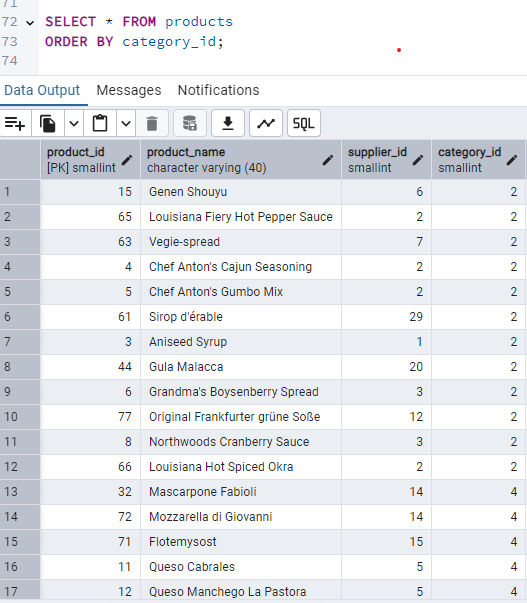 71
72 SELECT * FROM products
73 ORDER BY category_id;
74
Data Output Messages Notifications
SQL
product_id product_name supplier_id category_id
[PK] smallint character varying (40) smallint smallint
1 15 Genen Shouyu 6 2
2 65 Louisiana Fiery Hot Pepper Sauce 2 2
3 63 Vegie-spread 7 2
4 4 Chef Anton's Cajun Seasoning 2 2
5 5 Chef Anton's Gumbo Mix 2 2
6 61 Sirop d'érable 29 2
7 3 Aniseed Syrup 1 2
8 44 Gula Malacca 20 2
9 6 Grandma's Boysenberry Spread 3 2
10 77 Original Frankfurter grüne Soße 12 2
11 8 Northwoods Cranberry Sauce 3 2
12 66 Louisiana Hot Spiced Okra 2 2
13 32 Mascarpone Fabioli 14 4
14 72 Mozzarella di Giovanni 14 4
15 71 Flotemysost 15 4
16 11 Queso Cabrales 5 4
17 12 Queso Manchego La Pastora 5 4